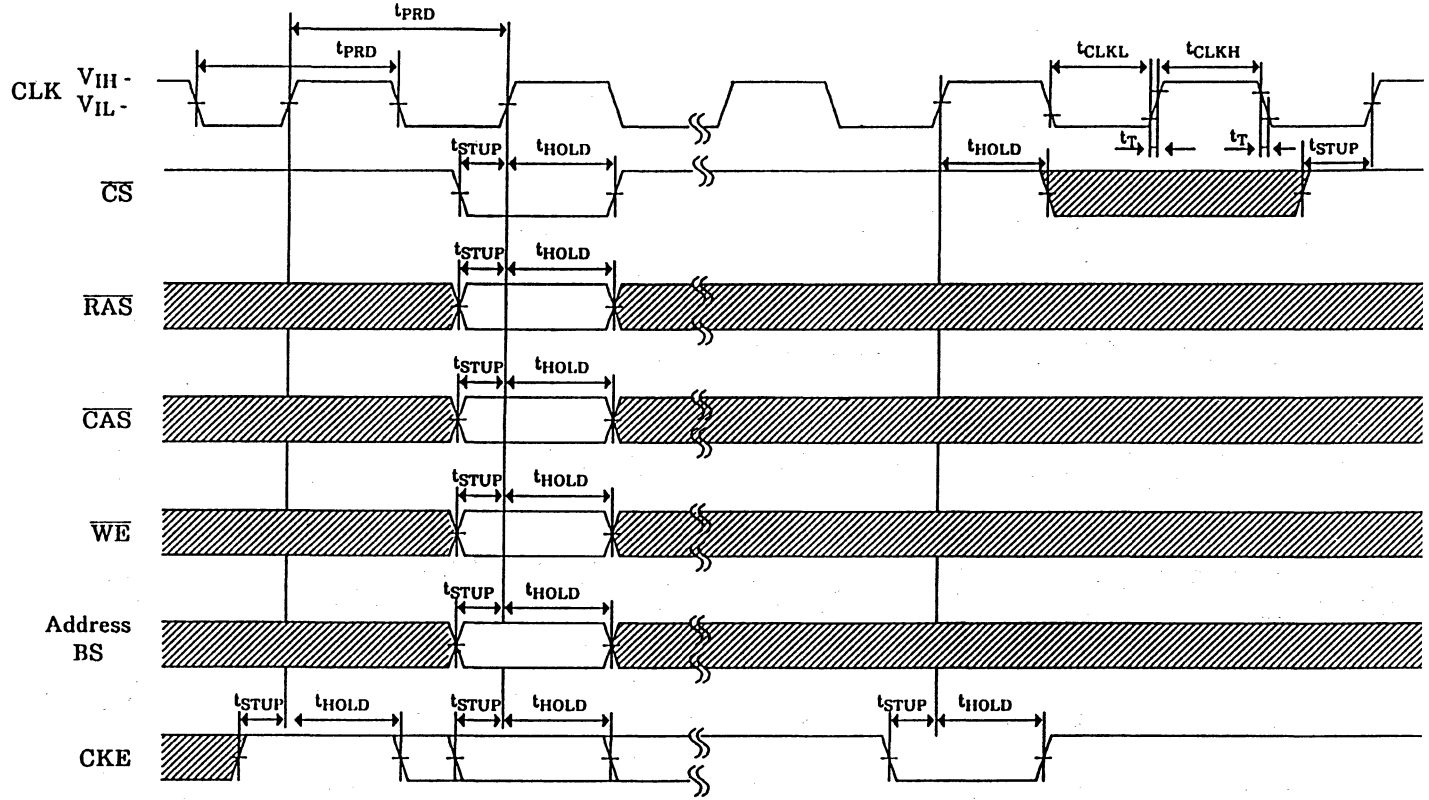 tPRD
tPRD
tCLKL tCLKH
CLK VIH -
VIL -
tSTUP tHOLD tHOLD tT tT tSTUP
CS
tSTUP tHOLD
RAS
tSTUP tHOLD
CAS
tSTUP tHOLD
WE
tSTUP tHOLD
Address
BS
tSTUP tHOLD tSTUP tHOLD tSTUP tHOLD
CKE